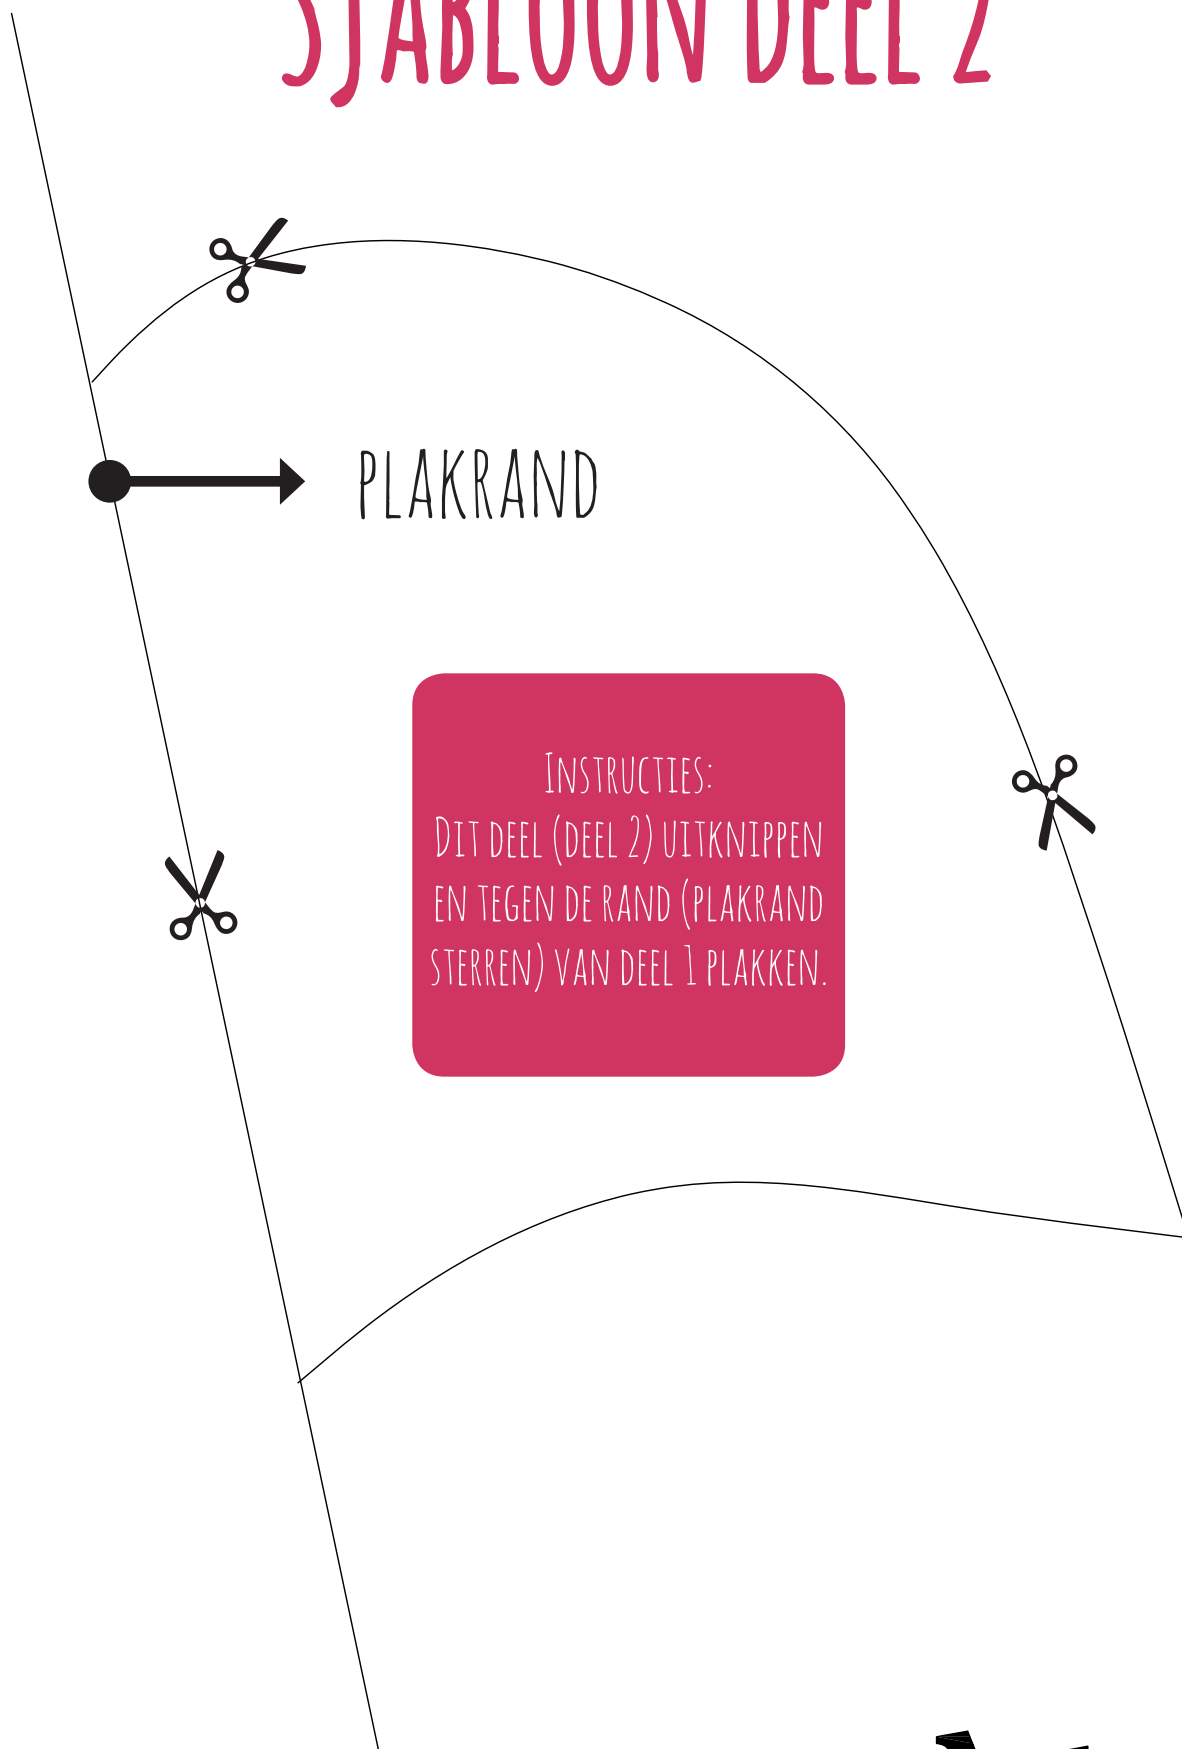 SJABLOON DEEL 2
PLAKRAND
INSTRUCTIES:
DIT DEEL (DEEL 2) UITKNIPPEN
EN TEGEN DE RAND (PLAKRAND
STERREN) VAN DEEL 1 PLAKKEN.